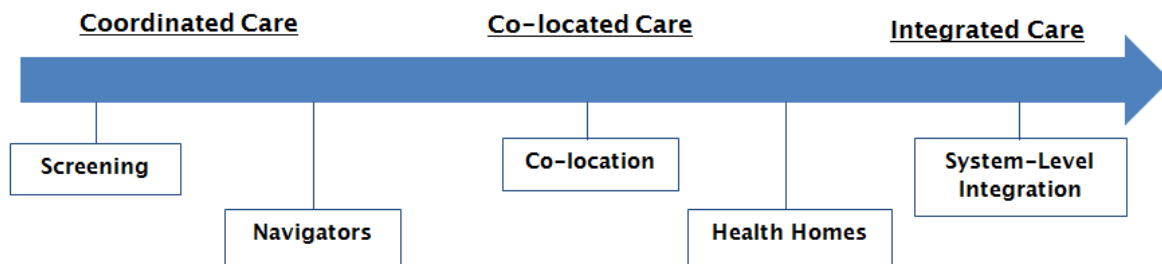 Coordinated Care
Co-located Care
Integrated Care
Screening
Navigators
Co-location
Health Homes
System-Level
Integration